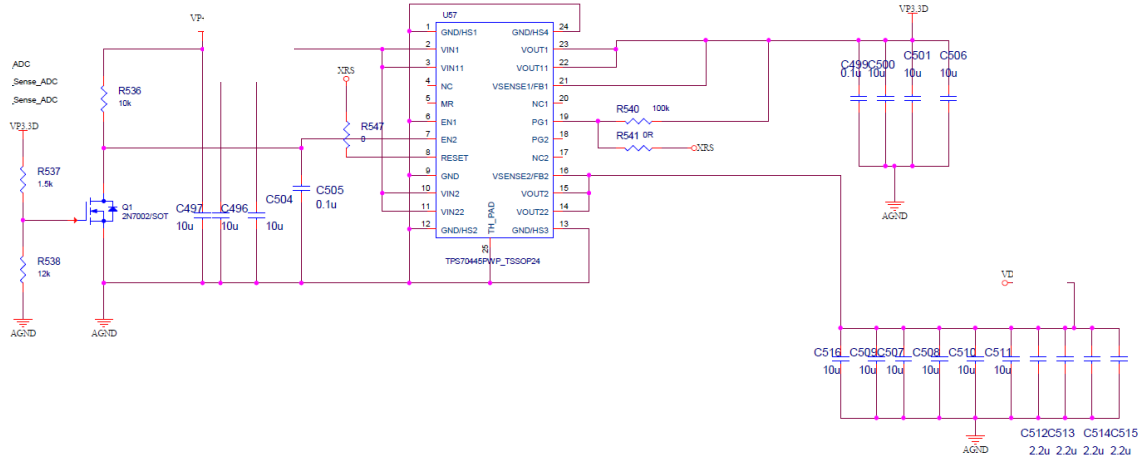 VP-
ADC
Sense_ADC
Sense_ADC
R536
10k
VP3.3D
R537
1.5k
Q1
2N7002/SOT
R538
12k
AGND
AGND
C497
10u
C496
10u
C504
10u
C505
0.1u
XRS
R547
0
U57
1 GND/HS1
2 VIN1
3 VIN11
4 NC
5 MR
6 EN1
7 EN2
8 RESET
9 GND
10 VIN2
11 VIN22
12 GND/HS2
GND/HS4 24
VOUT1 23
VOUT11 22
VSENSE1/FB1 21
NC1 20
PG1 19
PG2 18
NC2 17
VSENSE2/FB2 16
VOUT2 15
VOUT22 14
GND/HS3 13
TH_PAD
25
TPS70445PWP_TSSOP24
R540
100k
R541 0R
XRS
VP3.3D
C499
0.1u
C500
10u
C501
10u
C506
10u
AGND
C516
10u
C509
10u
C507
10u
C508
10u
C510
10u
C511
10u
AGND
C512
2.2u
C513
2.2u
C514
2.2u
C515
2.2u